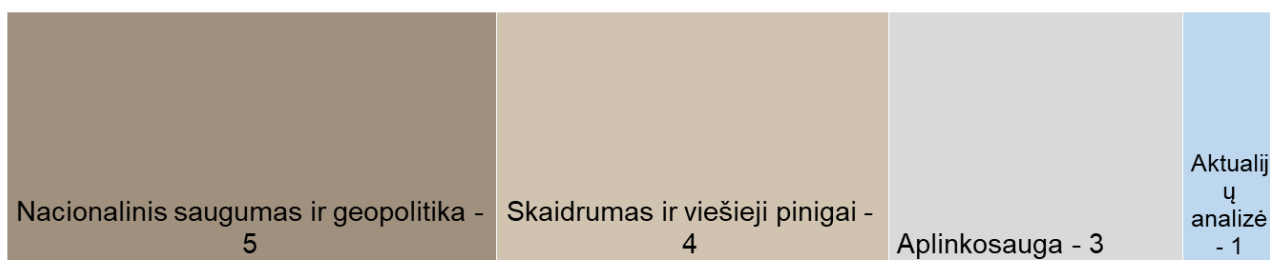 Nacionalinis saugumas ir geopolitika -
5
Skaidrumas ir viešieji pinigai -
4
Aplinkosauga - 3
Aktualij
ų
analizė
- 1